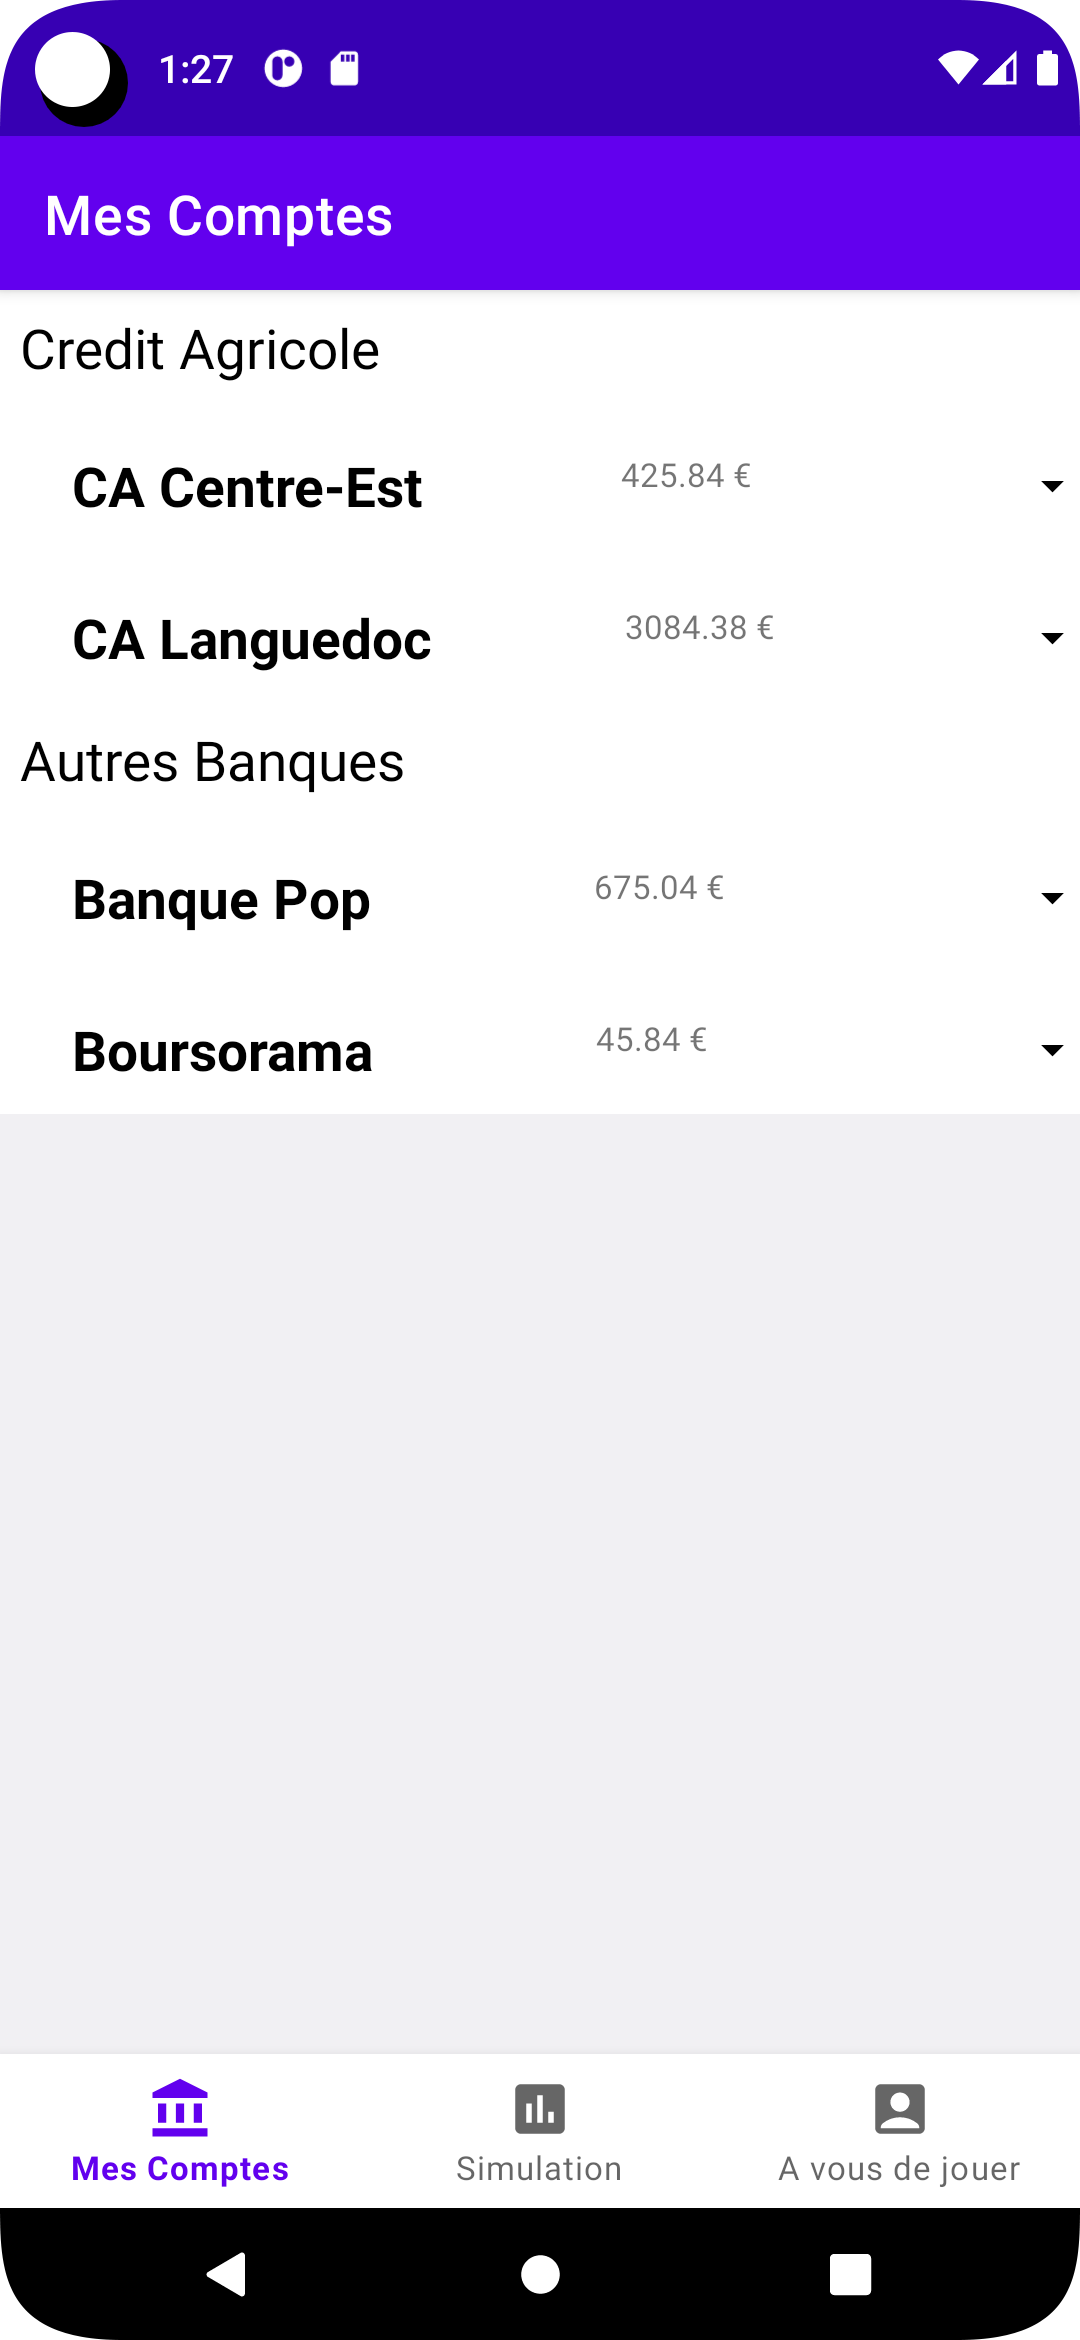 1:27
Mes Comptes
Credit Agricole
CA Centre-Est 425.84 €
CA Languedoc 3084.38 €
Autres Banques
Banque Pop 675.04 €
Boursorama 45.84 €
Mes Comptes Simulation A vous de jouer